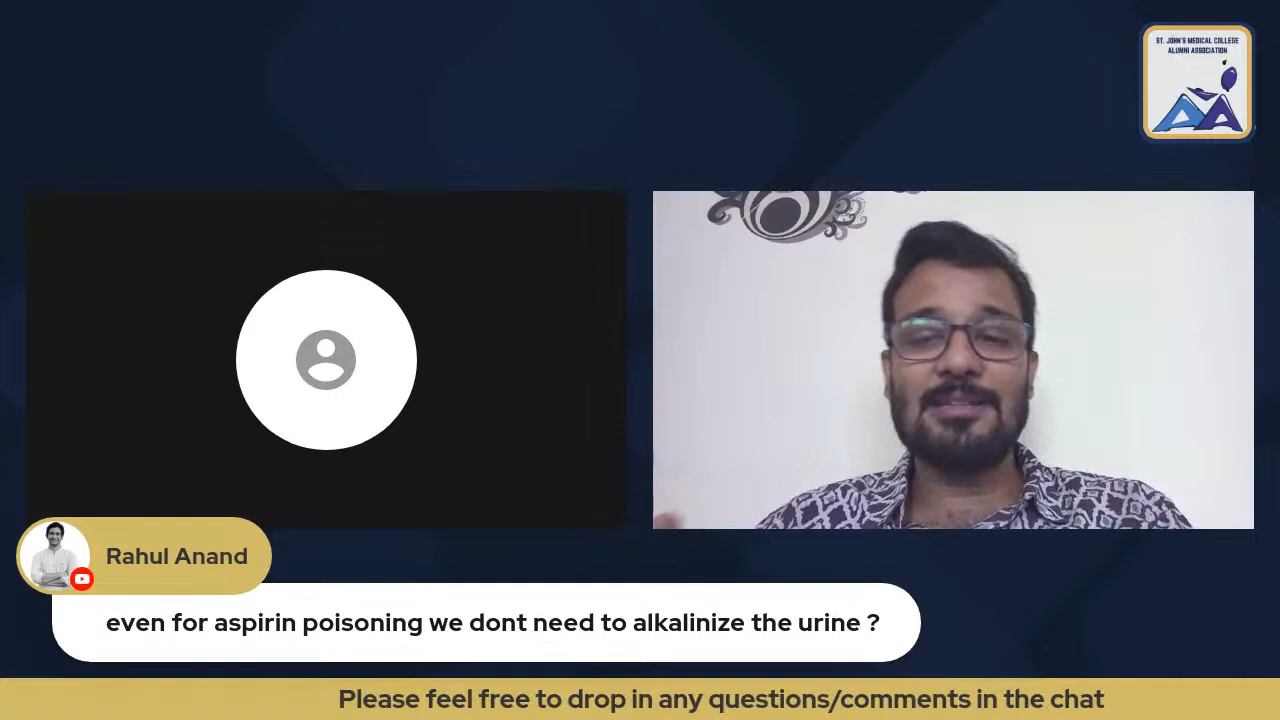 ST. JOHN'S MEDICAL COLLEGE
ALUMNI ASSOCIATION
Rahul Anand
even for aspirin poisoning we dont need to alkalinize the urine ?
Please feel free to drop in any questions/comments in the chat